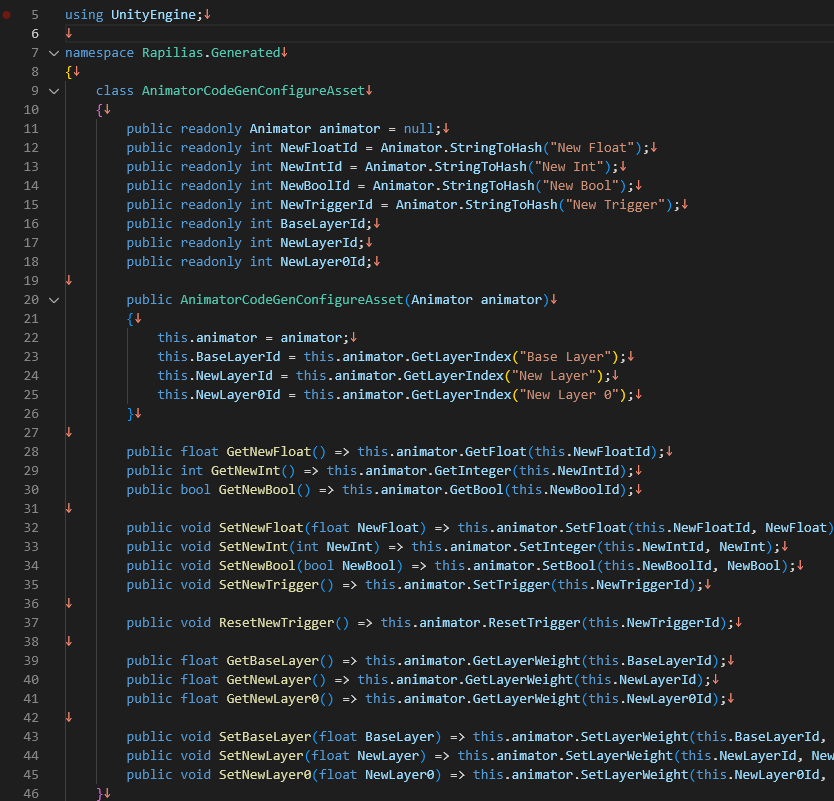 5 using UnityEngine;↓
6 ↓
7 namespace Rapilias.Generated↓
8 {↓
9 class AnimatorCodeGenConfigureAsset↓
10 {↓
11 public readonly Animator animator = null;↓
12 public readonly int NewFloatId = Animator.StringToHash("New Float");↓
13 public readonly int NewIntId = Animator.StringToHash("New Int");↓
14 public readonly int NewBoolId = Animator.StringToHash("New Bool");↓
15 public readonly int NewTriggerId = Animator.StringToHash("New Trigger");↓
16 public readonly int BaseLayerId;↓
17 public readonly int NewLayerId;↓
18 public readonly int NewLayer0Id;↓
19 ↓
20 public AnimatorCodeGenConfigureAsset(Animator animator)↓
21 {↓
22 this.animator = animator;↓
23 this.BaseLayerId = this.animator.GetLayerIndex("Base Layer");↓
24 this.NewLayerId = this.animator.GetLayerIndex("New Layer");↓
25 this.NewLayer0Id = this.animator.GetLayerIndex("New Layer 0");↓
26 }↓
27 ↓
28 public float GetNewFloat() => this.animator.GetFloat(this.NewFloatId);↓
29 public int GetNewInt() => this.animator.GetInteger(this.NewIntId);↓
30 public bool GetNewBool() => this.animator.GetBool(this.NewBoolId);↓
31 ↓
32 public void SetNewFloat(float NewFloat) => this.animator.SetFloat(this.NewFloatId, NewFloat)
33 public void SetNewInt(int NewInt) => this.animator.SetInteger(this.NewIntId, NewInt);↓
34 public void SetNewBool(bool NewBool) => this.animator.SetBool(this.NewBoolId, NewBool);↓
35 public void SetNewTrigger() => this.animator.SetTrigger(this.NewTriggerId);↓
36 ↓
37 public void ResetNewTrigger() => this.animator.ResetTrigger(this.NewTriggerId);↓
38 ↓
39 public float GetBaseLayer() => this.animator.GetLayerWeight(this.BaseLayerId);↓
40 public float GetNewLayer() => this.animator.GetLayerWeight(this.NewLayerId);↓
41 public float GetNewLayer0() => this.animator.GetLayerWeight(this.NewLayer0Id);↓
42 ↓
43 public void SetBaseLayer(float BaseLayer) => this.animator.SetLayerWeight(this.BaseLayerId,
44 public void SetNewLayer(float NewLayer) => this.animator.SetLayerWeight(this.NewLayerId, New
45 public void SetNewLayer0(float NewLayer0) => this.animator.SetLayerWeight(this.NewLayer0Id,
46 }↓